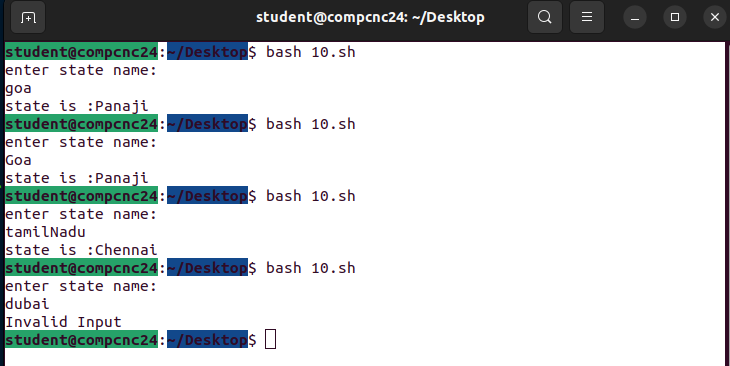 student@compcnc24: ~/Desktop
student@compcnc24:~/Desktop$ bash 10.sh
enter state name:
goa
state is :Panaji
student@compcnc24:~/Desktop$ bash 10.sh
enter state name:
Goa
state is :Panaji
student@compcnc24:~/Desktop$ bash 10.sh
enter state name:
tamilNadu
state is :Chennai
student@compcnc24:~/Desktop$ bash 10.sh
enter state name:
dubai
Invalid Input
student@compcnc24:~/Desktop$